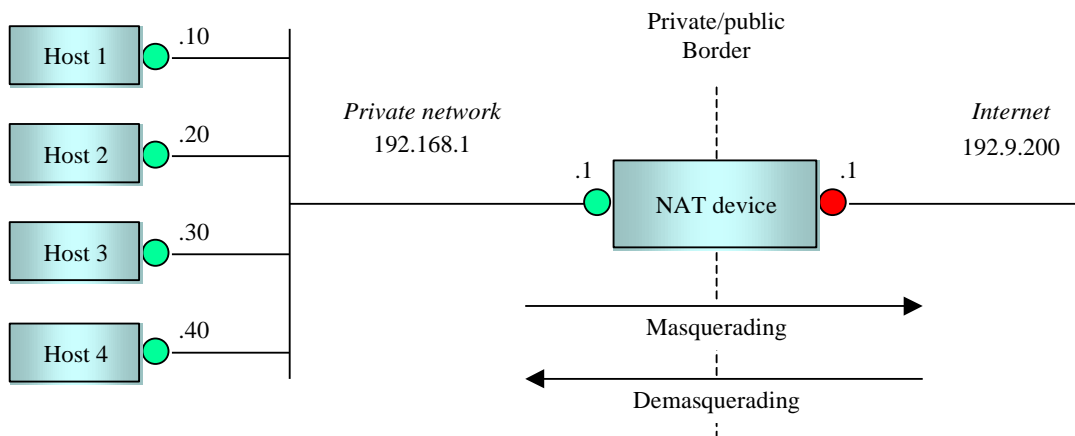 Host 1
.10
Host 2
.20
Host 3
.30
Host 4
.40
Private network
192.168.1
Private/public
Border
.1
NAT device
.1
Internet
192.9.200
Masquerading
Demasquerading